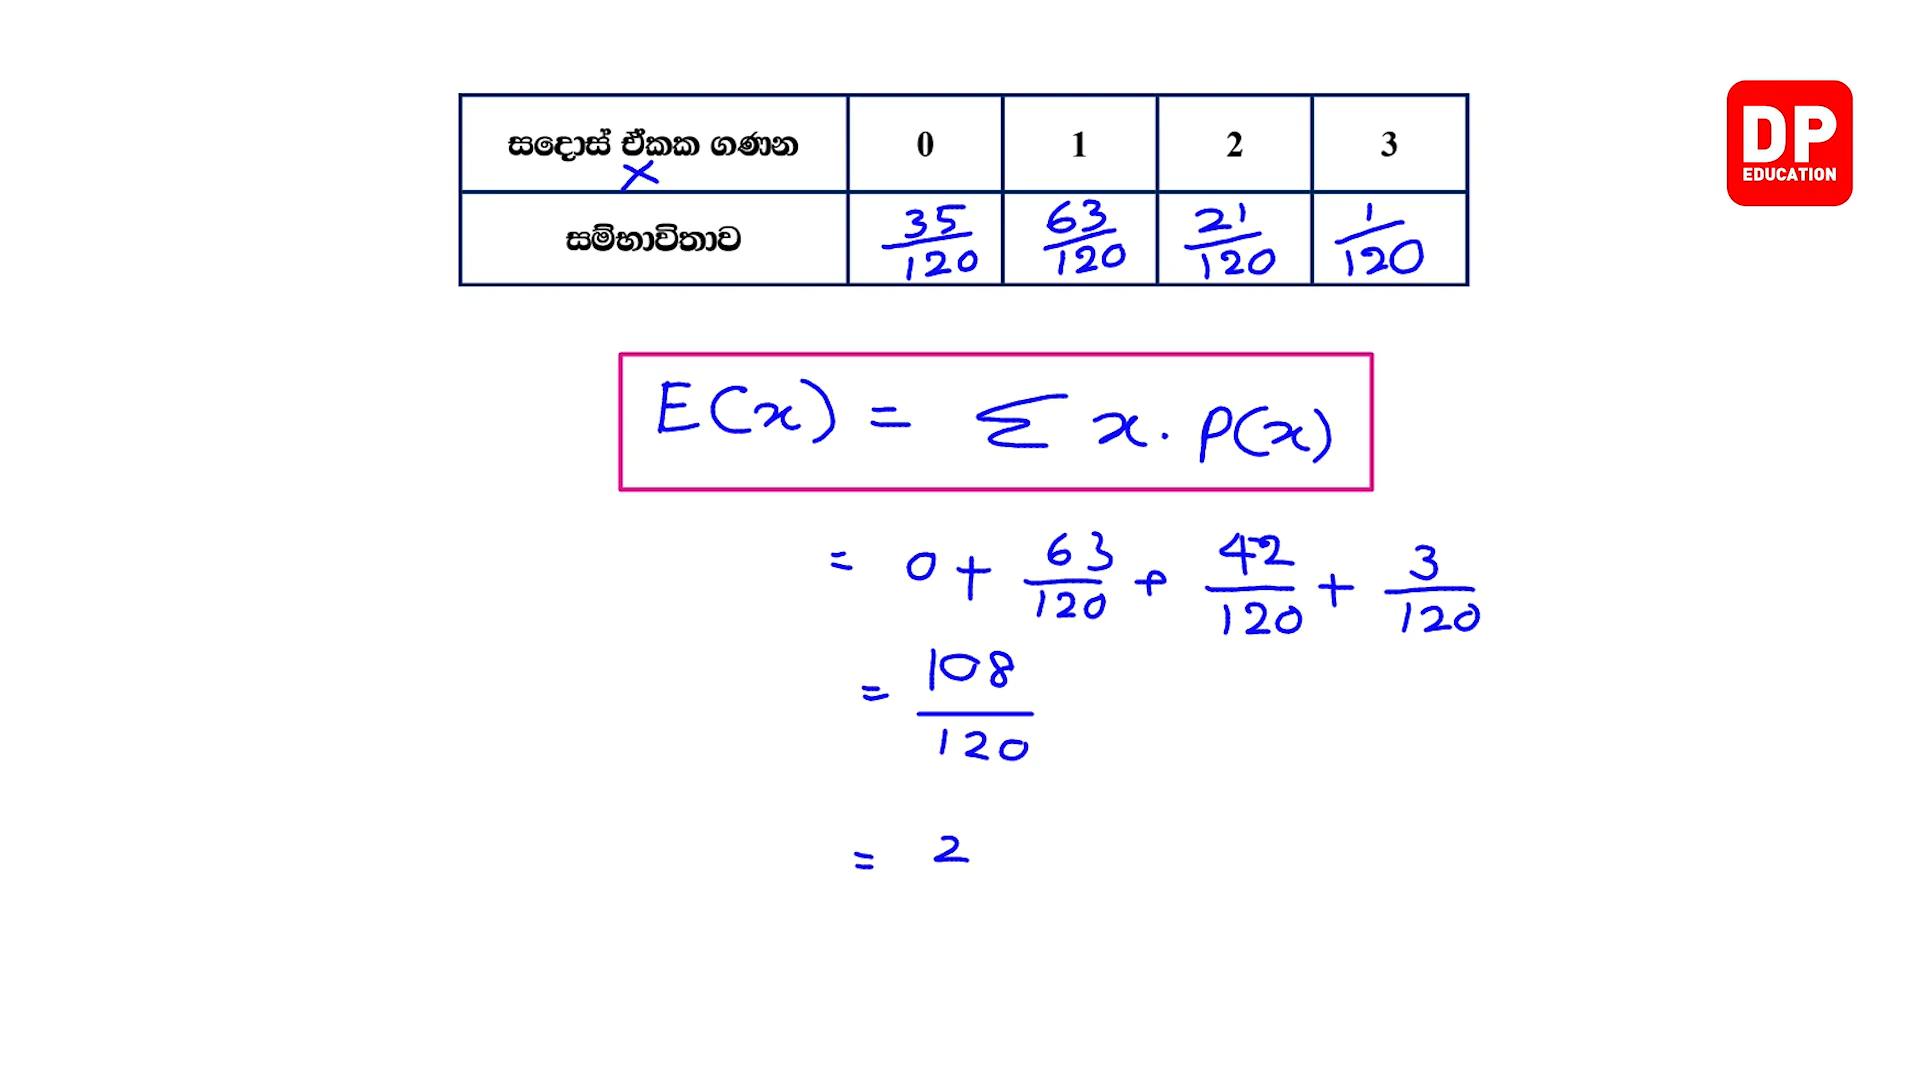 DP
EDUCATION
සදොස් ඒකක ගණන 0 1 2 3
x
සම්භාවිතාව 35/120 63/120 21/120 1/120
E(x) = Σ x. P(x)
= 0 + 63/120 + 42/120 + 3/120
= 108/120
= 2